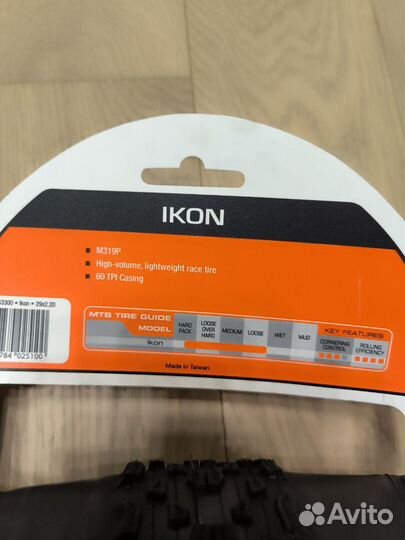 IKON
M319P
High-volume, lightweight race tire
60 TPI Casing
3300 • Ikon • 29x2.20
784 025100
MTB TIRE GUIDE
MODEL
HARD PACK
LOOSE OVER HARD
MEDIUM
LOOSE
WET
MUD
KEY FEATURES
CORNERING CONTROL
ROLLING EFFICIENCY
Ikon
Made in Taiwan
Avito